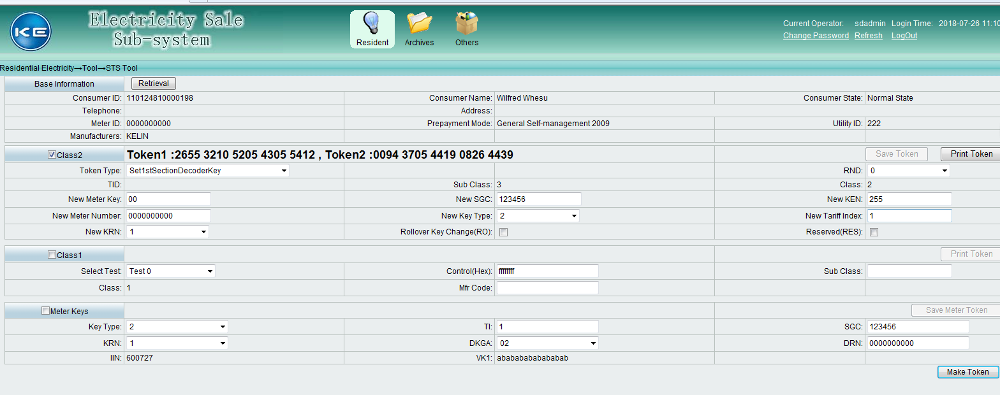 KE
Electricity Sale
Sub-system
Resident Archives Others
Current Operator: sdadmin Login Time: 2018-07-26 11:10
Change Password Refresh LogOut
Residential Electricity→Tool→STS Tool
Base Information Retrieval
Consumer ID: 110124810000198 Consumer Name: Wilfred Whesu Consumer State: Normal State
Telephone: Address:
Meter ID: 0000000000 Prepayment Mode: General Self-management 2009 Utility ID: 222
Manufacturers: KELIN
Class2 Token1 :2655 3210 5205 4305 5412 , Token2 :0094 3705 4419 0826 4439 Save Token Print Token
Token Type: Set1stSectionDecoderKey RND: 0
TID: Sub Class: 3 Class: 2
New Meter Key: 00 New SGC: 123456 New KEN: 255
New Meter Number: 0000000000 New Key Type: 2 New Tariff Index: 1
New KRN: 1 Rollover Key Change(RO): Reserved(RES):
Class1 Print Token
Select Test: Test 0 Control(Hex): ffffffff Sub Class:
Class: 1 Mfr Code:
Meter Keys Save Meter Token
Key Type: 2 TI: 1 SGC: 123456
KRN: 1 DKGA: 02 DRN: 0000000000
IIN: 600727 VK1: abababababababab
Make Token